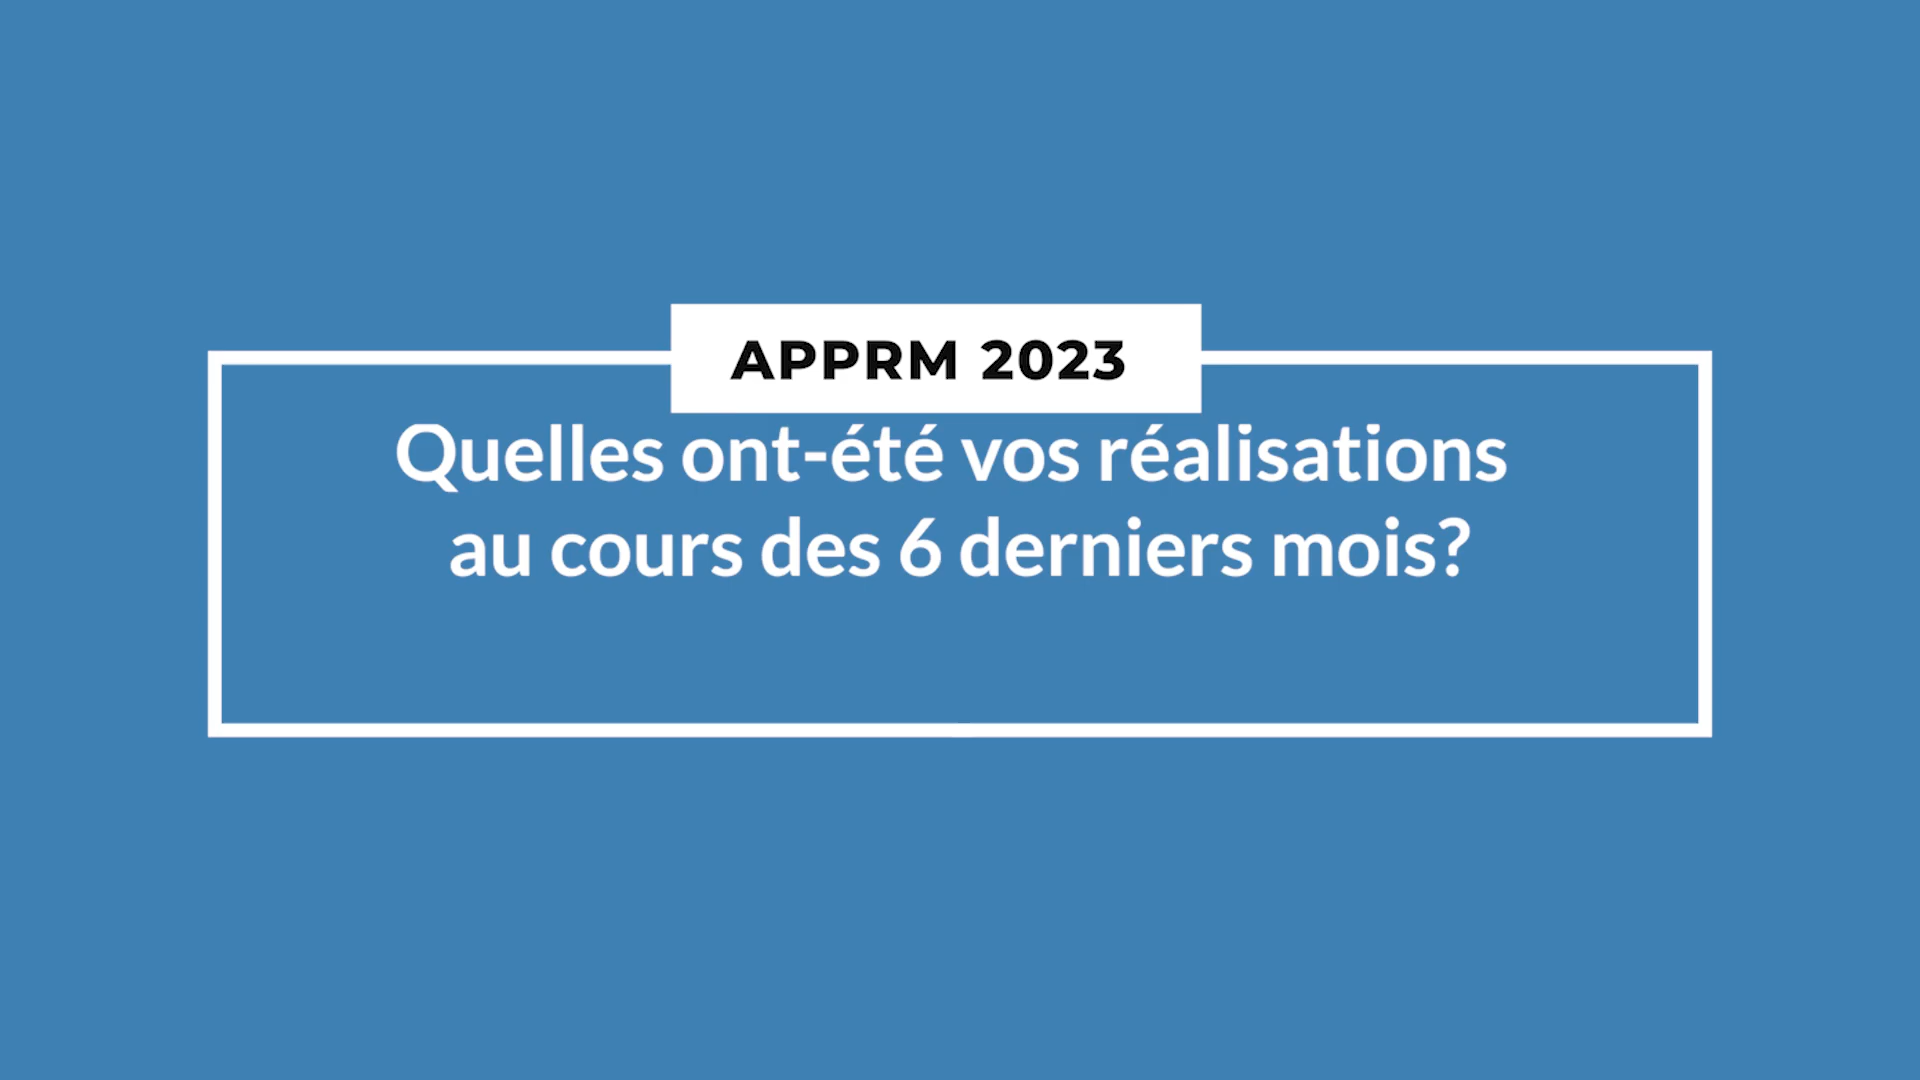 APPRM 2023
Quelles ont-été vos réalisations
au cours des 6 derniers mois?